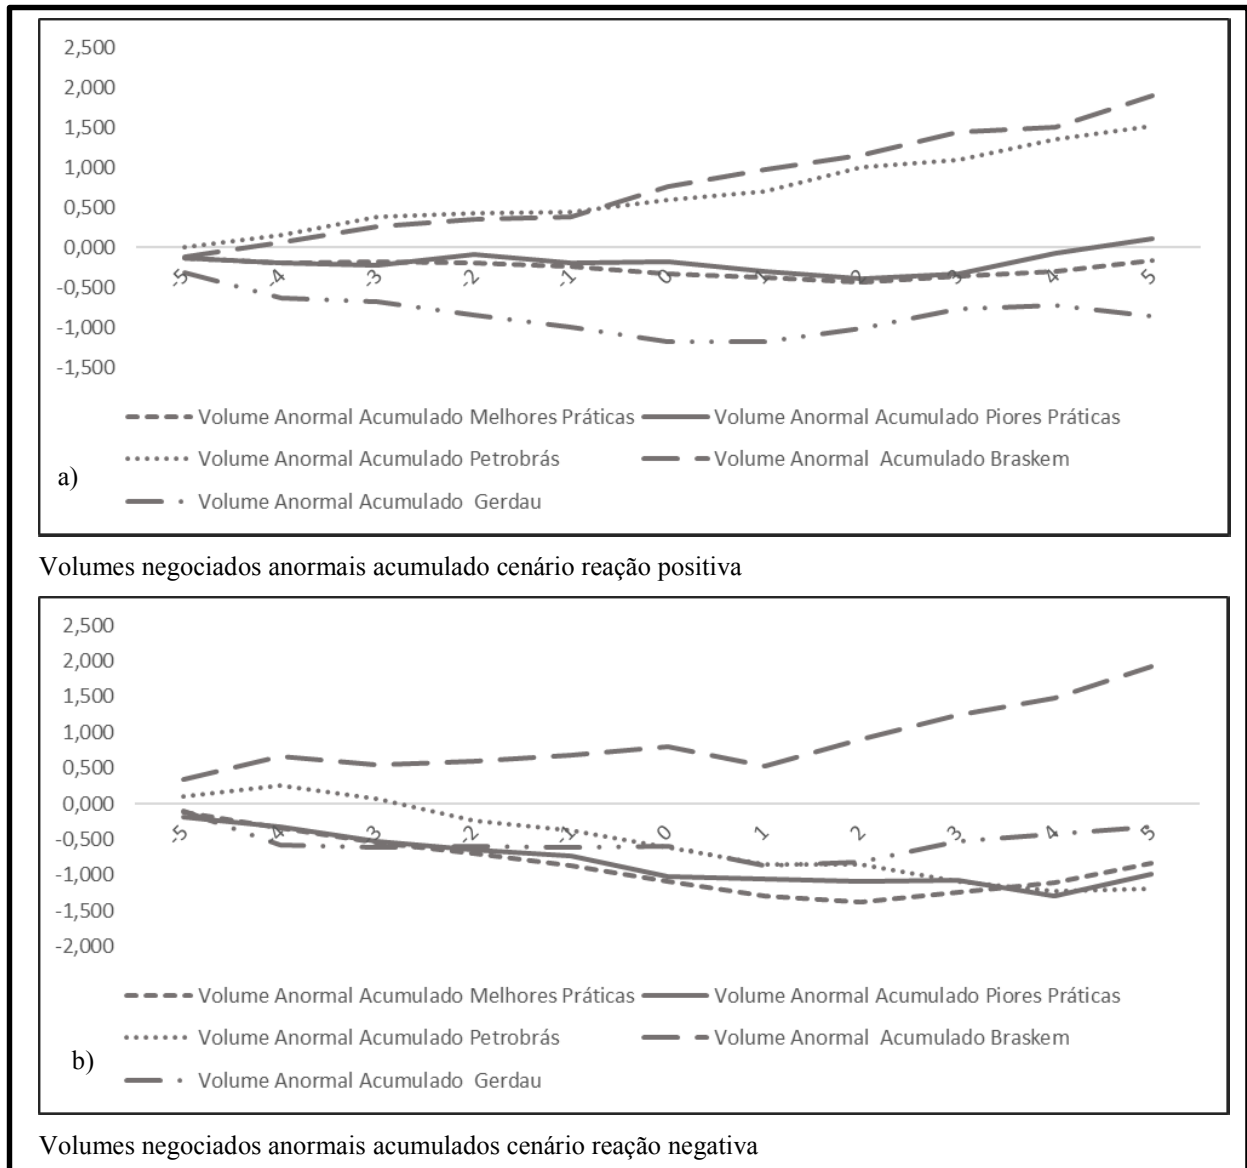 2,500
2,000
1,500
1,000
0,500
0,000
-0,500
-1,000
-1,500
-5 -4 -3 -2 -1 0 1 2 3 4 5
Volume Anormal Acumulado Melhores Práticas Volume Anormal Acumulado Piores Práticas
Volume Anormal Acumulado Petrobrás Volume Anormal Acumulado Braskem
a)
Volume Anormal Acumulado Gerdau
Volumes negociados anormais acumulado cenário reação positiva
2,500
2,000
1,500
1,000
0,500
0,000
-0,500
-1,000
-1,500
-2,000
-5 -4 -3 -2 -1 0 1 2 3 4 5
Volume Anormal Acumulado Melhores Práticas Volume Anormal Acumulado Piores Práticas
Volume Anormal Acumulado Petrobrás Volume Anormal Acumulado Braskem
b)
Volume Anormal Acumulado Gerdau
Volumes negociados anormais acumulados cenário reação negativa